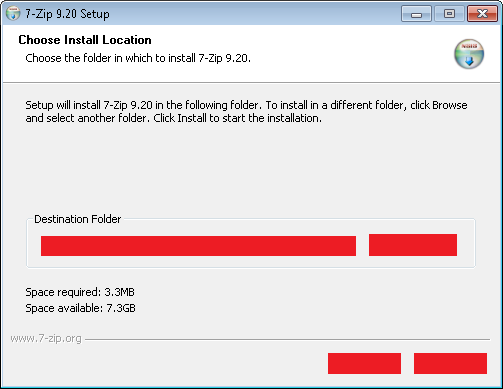 7-Zip 9.20 Setup
Choose Install Location
Choose the folder in which to install 7-Zip 9.20.
Setup will install 7-Zip 9.20 in the following folder. To install in a different folder, click Browse
and select another folder. Click Install to start the installation.
Destination Folder
Space required: 3.3MB
Space available: 7.3GB
www.7-zip.org